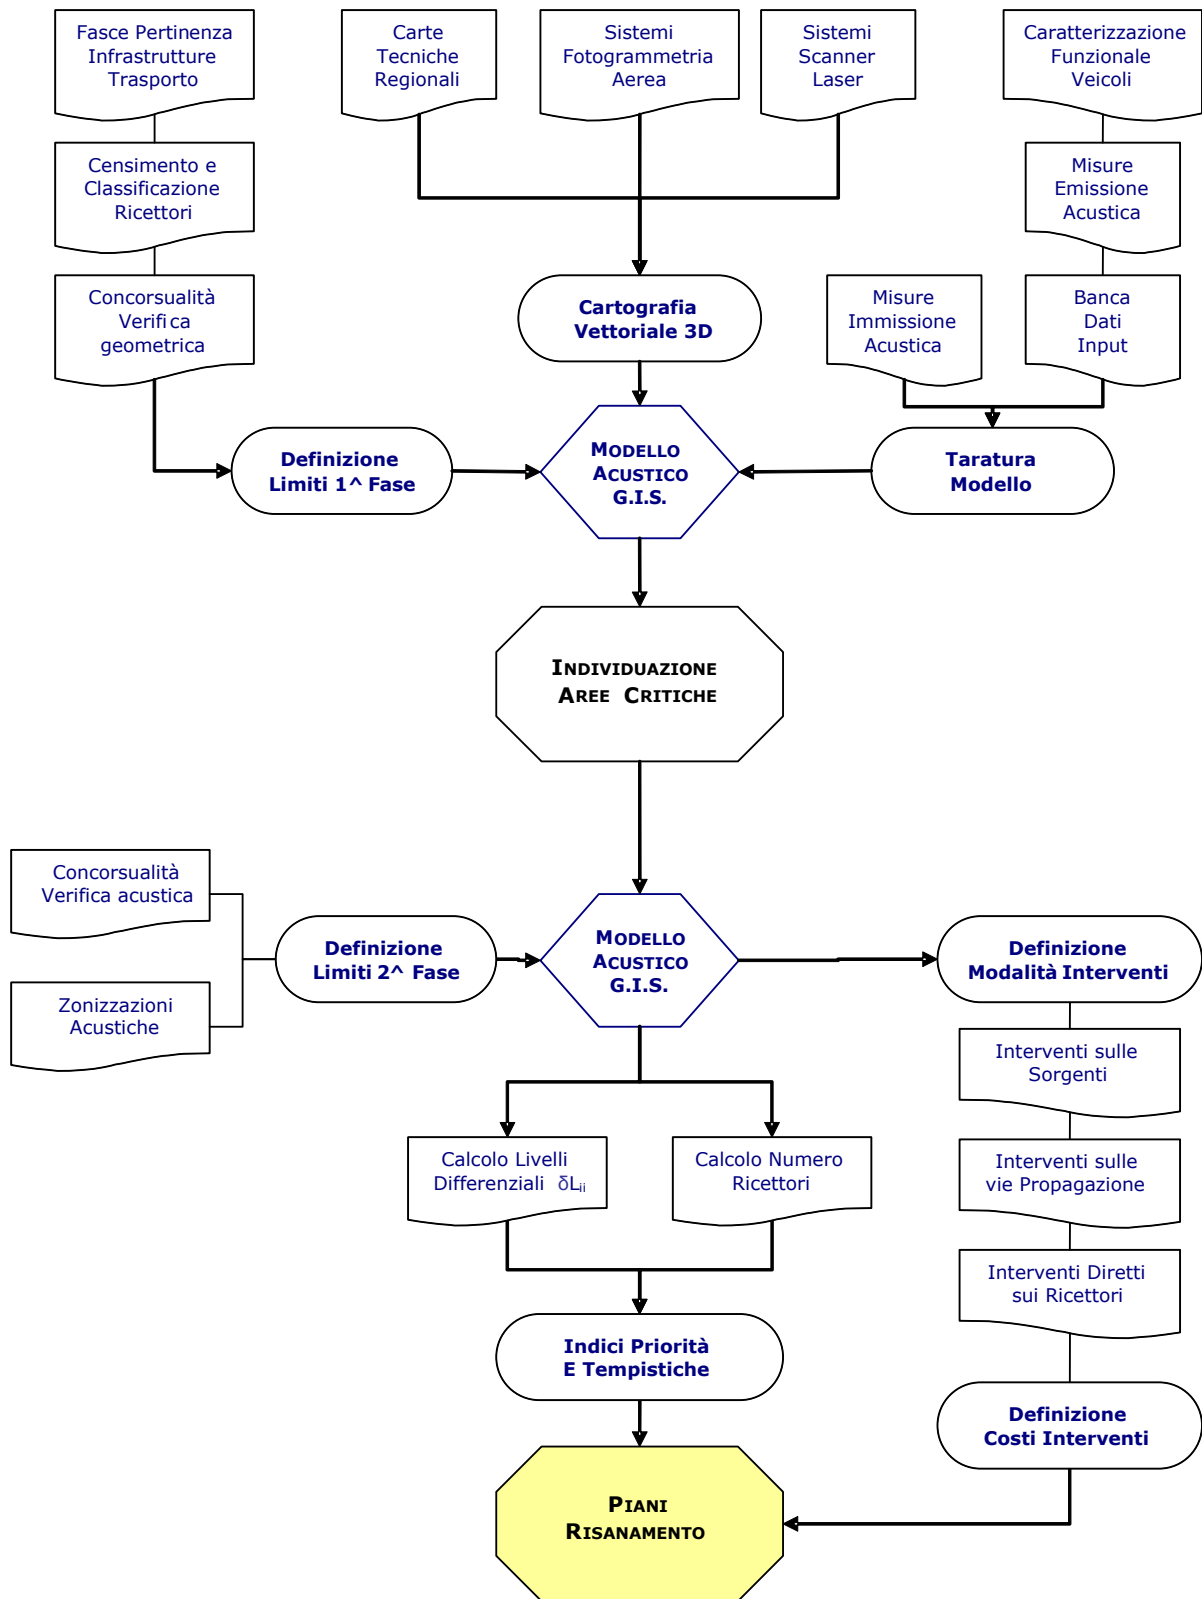 Fasce Pertinenza
Infrastrutture
Trasporto
Carte
Tecniche
Regionali
Sistemi
Fotogrammetria
Aerea
Sistemi
Scanner
Laser
Caratterizzazione
Funzionale
Veicoli
Censimento e
Classificazione
Ricettori
Misure
Emissione
Acustica
Concorsualità
Verifica
geometrica
Cartografia
Vettoriale 3D
Misure
Immissione
Acustica
Banca
Dati
Input
Definizione
Limiti 1^ Fase
MODELLO
ACUSTICO
G.I.S.
Taratura
Modello
INDIVIDUAZIONE
AREE CRITICHE
Concorsualità
Verifica acustica
Zonizzazioni
Acustiche
Definizione
Limiti 2^ Fase
MODELLO
ACUSTICO
G.I.S.
Definizione
Modalità Interventi
Interventi sulle
Sorgenti
Calcolo Livelli
Differenziali δLii
Calcolo Numero
Ricettori
Interventi sulle
vie Propagazione
Interventi Diretti
sui Ricettori
Indici Priorità
E Tempistiche
Definizione
Costi Interventi
PIANI
RISANAMENTO